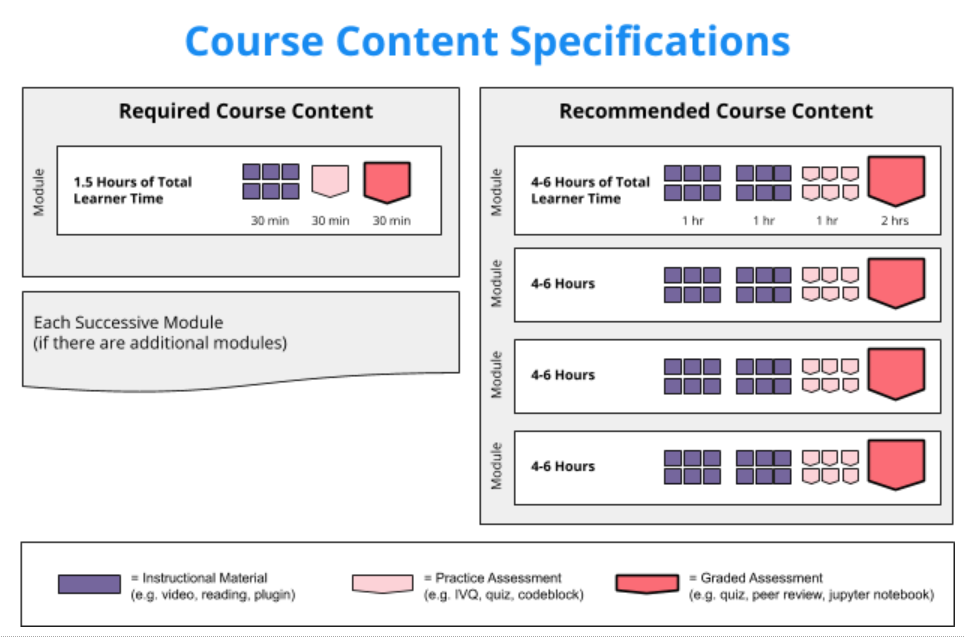 Course Content Specifications
Required Course Content
Module
1.5 Hours of Total
Learner Time
30 min
30 min
30 min
Each Successive Module
(if there are additional modules)
Recommended Course Content
Module
4-6 Hours of Total
Learner Time
1 hr
1 hr
1 hr
2 hrs
Module
4-6 Hours
Module
4-6 Hours
Module
4-6 Hours
= Instructional Material
(e.g. video, reading, plugin)
= Practice Assessment
(e.g. IVQ, quiz, codeblock)
= Graded Assessment
(e.g. quiz, peer review, jupyter notebook)